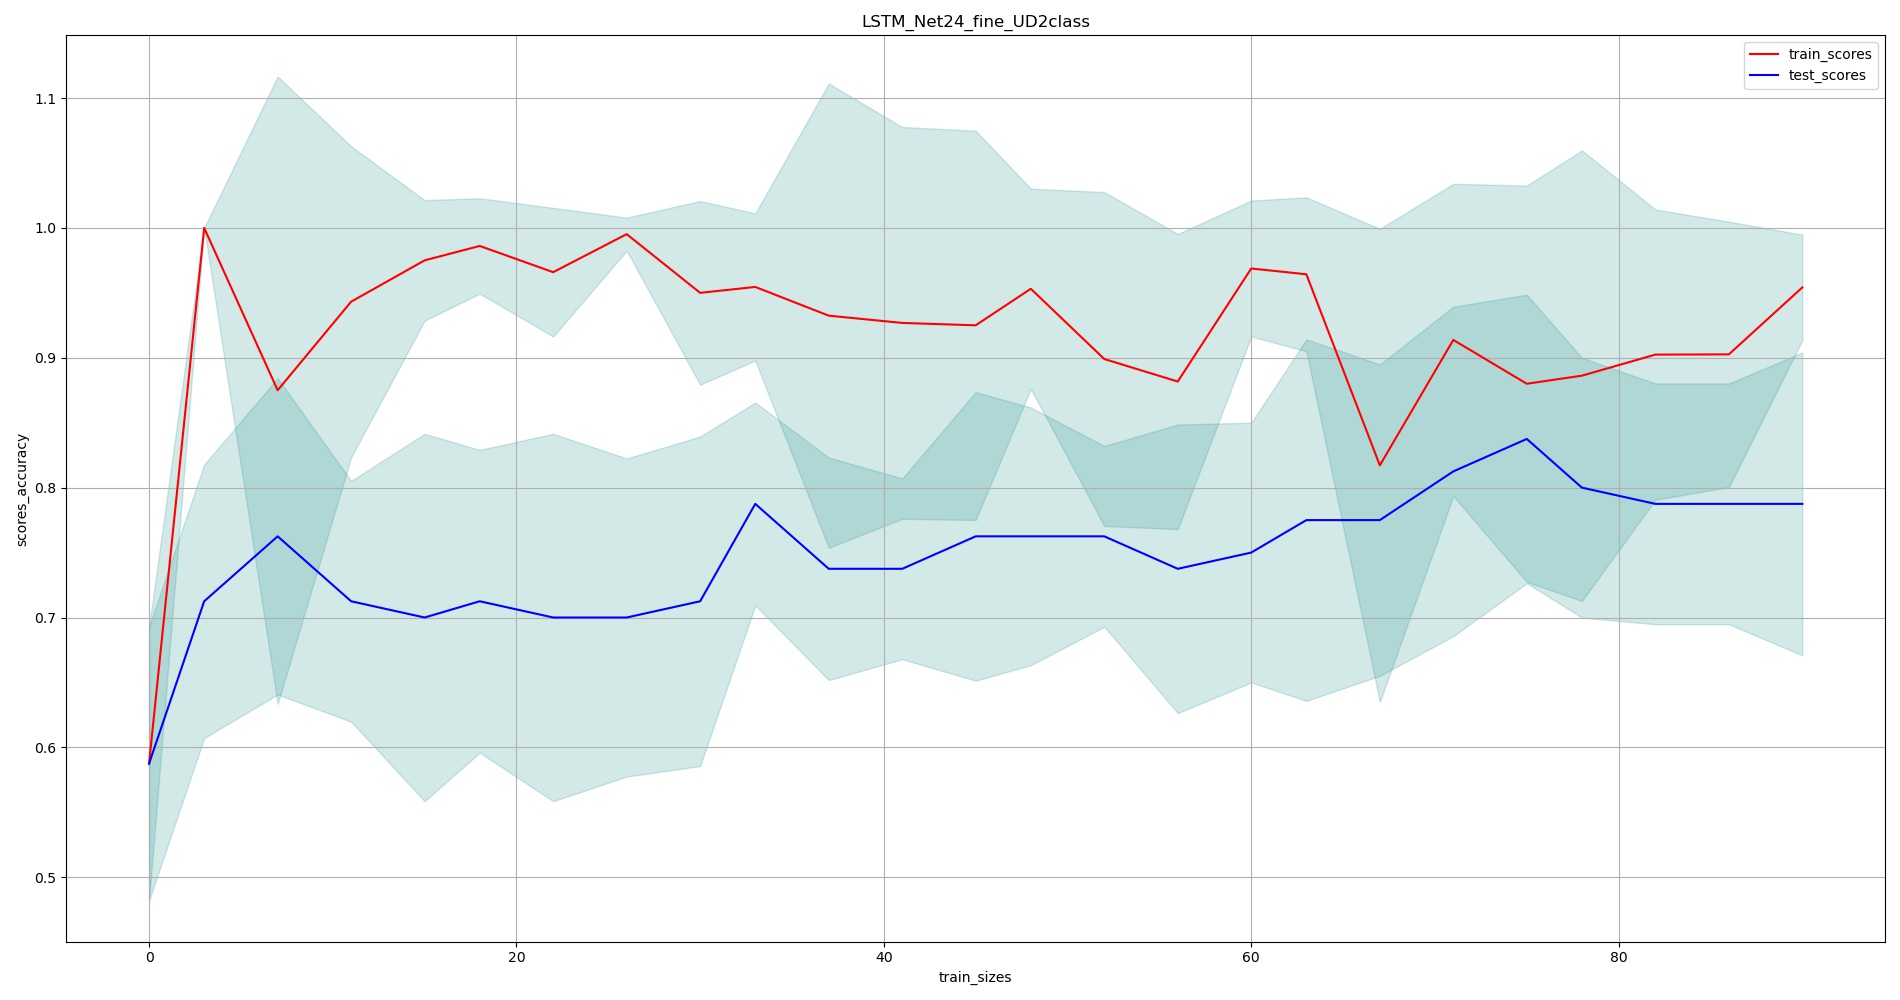 LSTM_Net24_fine_UD2class
train_scores
test_scores
1.1
1.0
0.9
0.8
0.7
0.6
0.5
scores_accuracy
0 20 40 60 80
train_sizes